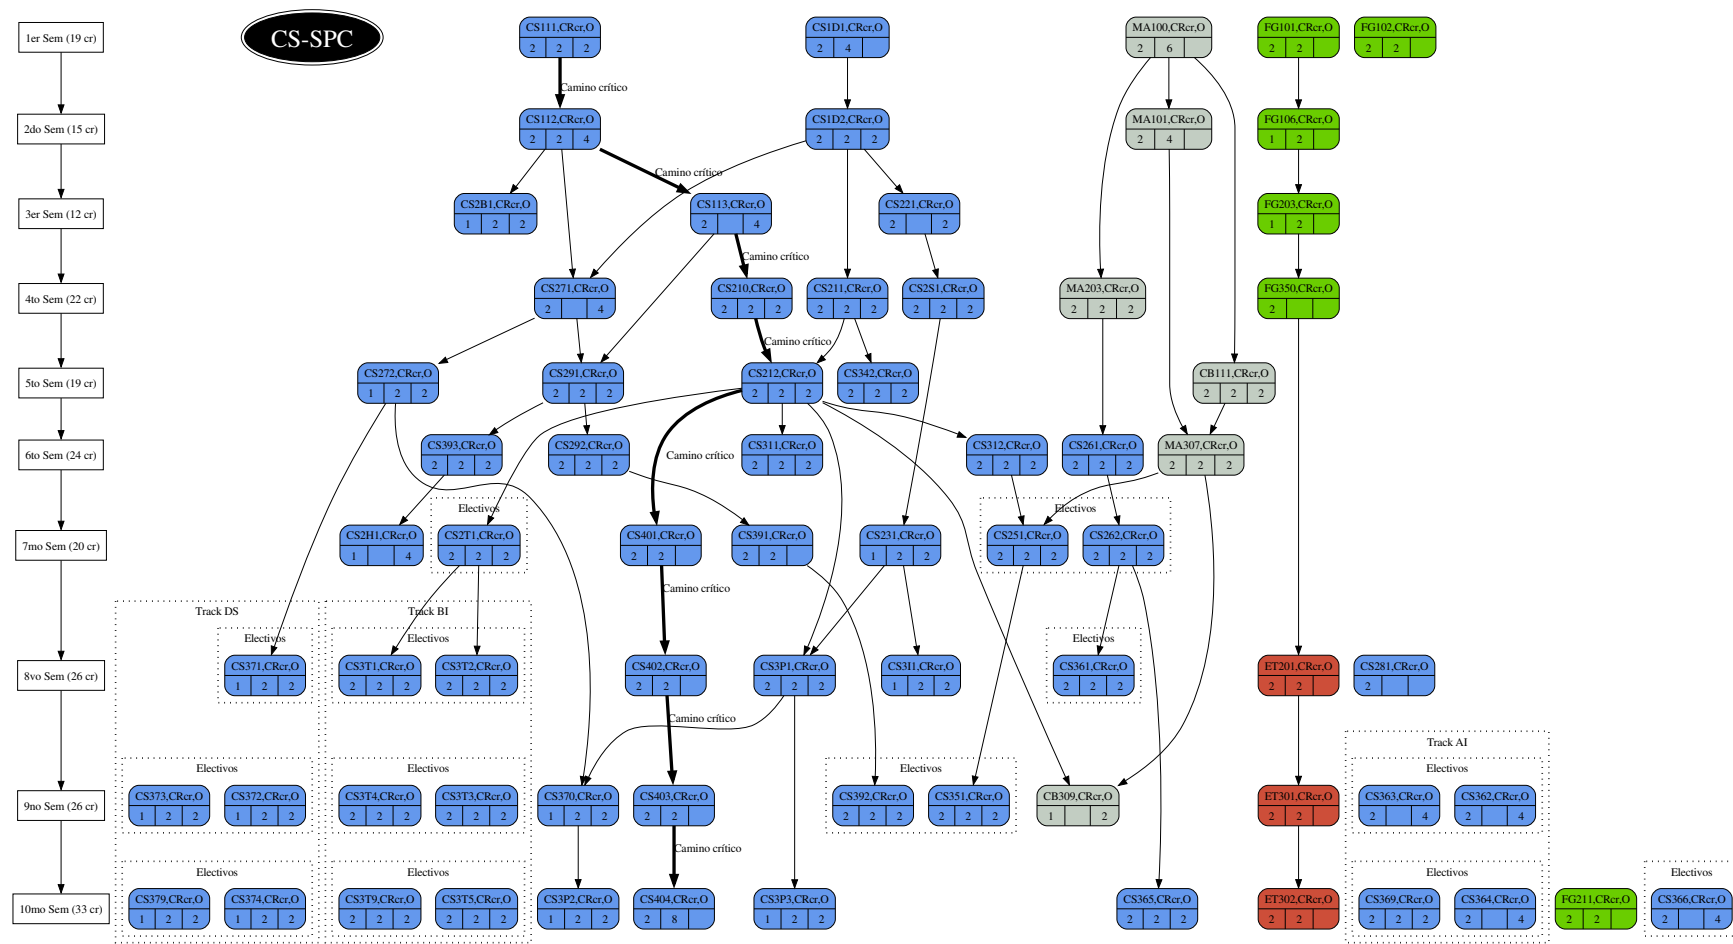 CS-SPC
1er Sem (19 cr)
CS111,CRcr,O
2 2 2
CS1D1,CRcr,O
2 4
MA100,CRcr,O
2 6
FG101,CRcr,O
2 2
FG102,CRcr,O
2 2
Camino crítico
2do Sem (15 cr)
CS112,CRcr,O
2 2 4
CS1D2,CRcr,O
2 2 2
MA101,CRcr,O
2 4
FG106,CRcr,O
1 2
Camino crítico
3er Sem (12 cr)
CS2B1,CRcr,O
1 2 2
CS113,CRcr,O
2 4
CS221,CRcr,O
2 2
FG203,CRcr,O
1 2
Camino crítico
4to Sem (22 cr)
CS271,CRcr,O
2 4
CS210,CRcr,O
2 2 2
CS211,CRcr,O
2 2 2
CS2S1,CRcr,O
2 2 2
MA203,CRcr,O
2 2 2
FG350,CRcr,O
2
Camino crítico
5to Sem (19 cr)
CS272,CRcr,O
1 2 2
CS291,CRcr,O
2 2 2
CS212,CRcr,O
2 2 2
CS342,CRcr,O
2 2 2
CB111,CRcr,O
2 2 2
6to Sem (24 cr)
CS393,CRcr,O
2 2 2
CS292,CRcr,O
2 2 2
Camino crítico
CS311,CRcr,O
2 2 2
CS312,CRcr,O
2 2 2
CS261,CRcr,O
2 2 2
MA307,CRcr,O
2 2 2
Electivos
Electivos
7mo Sem (20 cr)
CS2H1,CRcr,O
1 4
CS2T1,CRcr,O
2 2 2
CS401,CRcr,O
2 2
CS391,CRcr,O
2 2
CS231,CRcr,O
1 2 2
CS251,CRcr,O
2 2 2
CS262,CRcr,O
2 2 2
Camino crítico
Track DS
Track BI
Electivos
Electivos
Electivos
8vo Sem (26 cr)
CS371,CRcr,O
1 2 2
CS3T1,CRcr,O
2 2 2
CS3T2,CRcr,O
2 2 2
CS402,CRcr,O
2 2
CS3P1,CRcr,O
2 2 2
CS3I1,CRcr,O
1 2 2
CS361,CRcr,O
2 2 2
ET201,CRcr,O
2 2
CS281,CRcr,O
2
Camino crítico
Track AI
Electivos
Electivos
Electivos
Electivos
9no Sem (26 cr)
CS373,CRcr,O
1 2 2
CS372,CRcr,O
1 2 2
CS3T4,CRcr,O
2 2 2
CS3T3,CRcr,O
2 2 2
CS370,CRcr,O
1 2 2
CS403,CRcr,O
2 2
CS392,CRcr,O
2 2 2
CS351,CRcr,O
2 2 2
CB309,CRcr,O
1 2
ET301,CRcr,O
2 2
CS363,CRcr,O
2 4
CS362,CRcr,O
2 4
Camino crítico
Electivos
Electivos
Electivos
Electivos
10mo Sem (33 cr)
CS379,CRcr,O
1 2 2
CS374,CRcr,O
1 2 2
CS3T9,CRcr,O
2 2 2
CS3T5,CRcr,O
2 2 2
CS3P2,CRcr,O
1 2 2
CS404,CRcr,O
2 8
CS3P3,CRcr,O
1 2 2
CS365,CRcr,O
2 2 2
ET302,CRcr,O
2 2
CS369,CRcr,O
2 2 2
CS364,CRcr,O
2 4
FG211,CRcr,O
2 2
CS366,CRcr,O
2 4